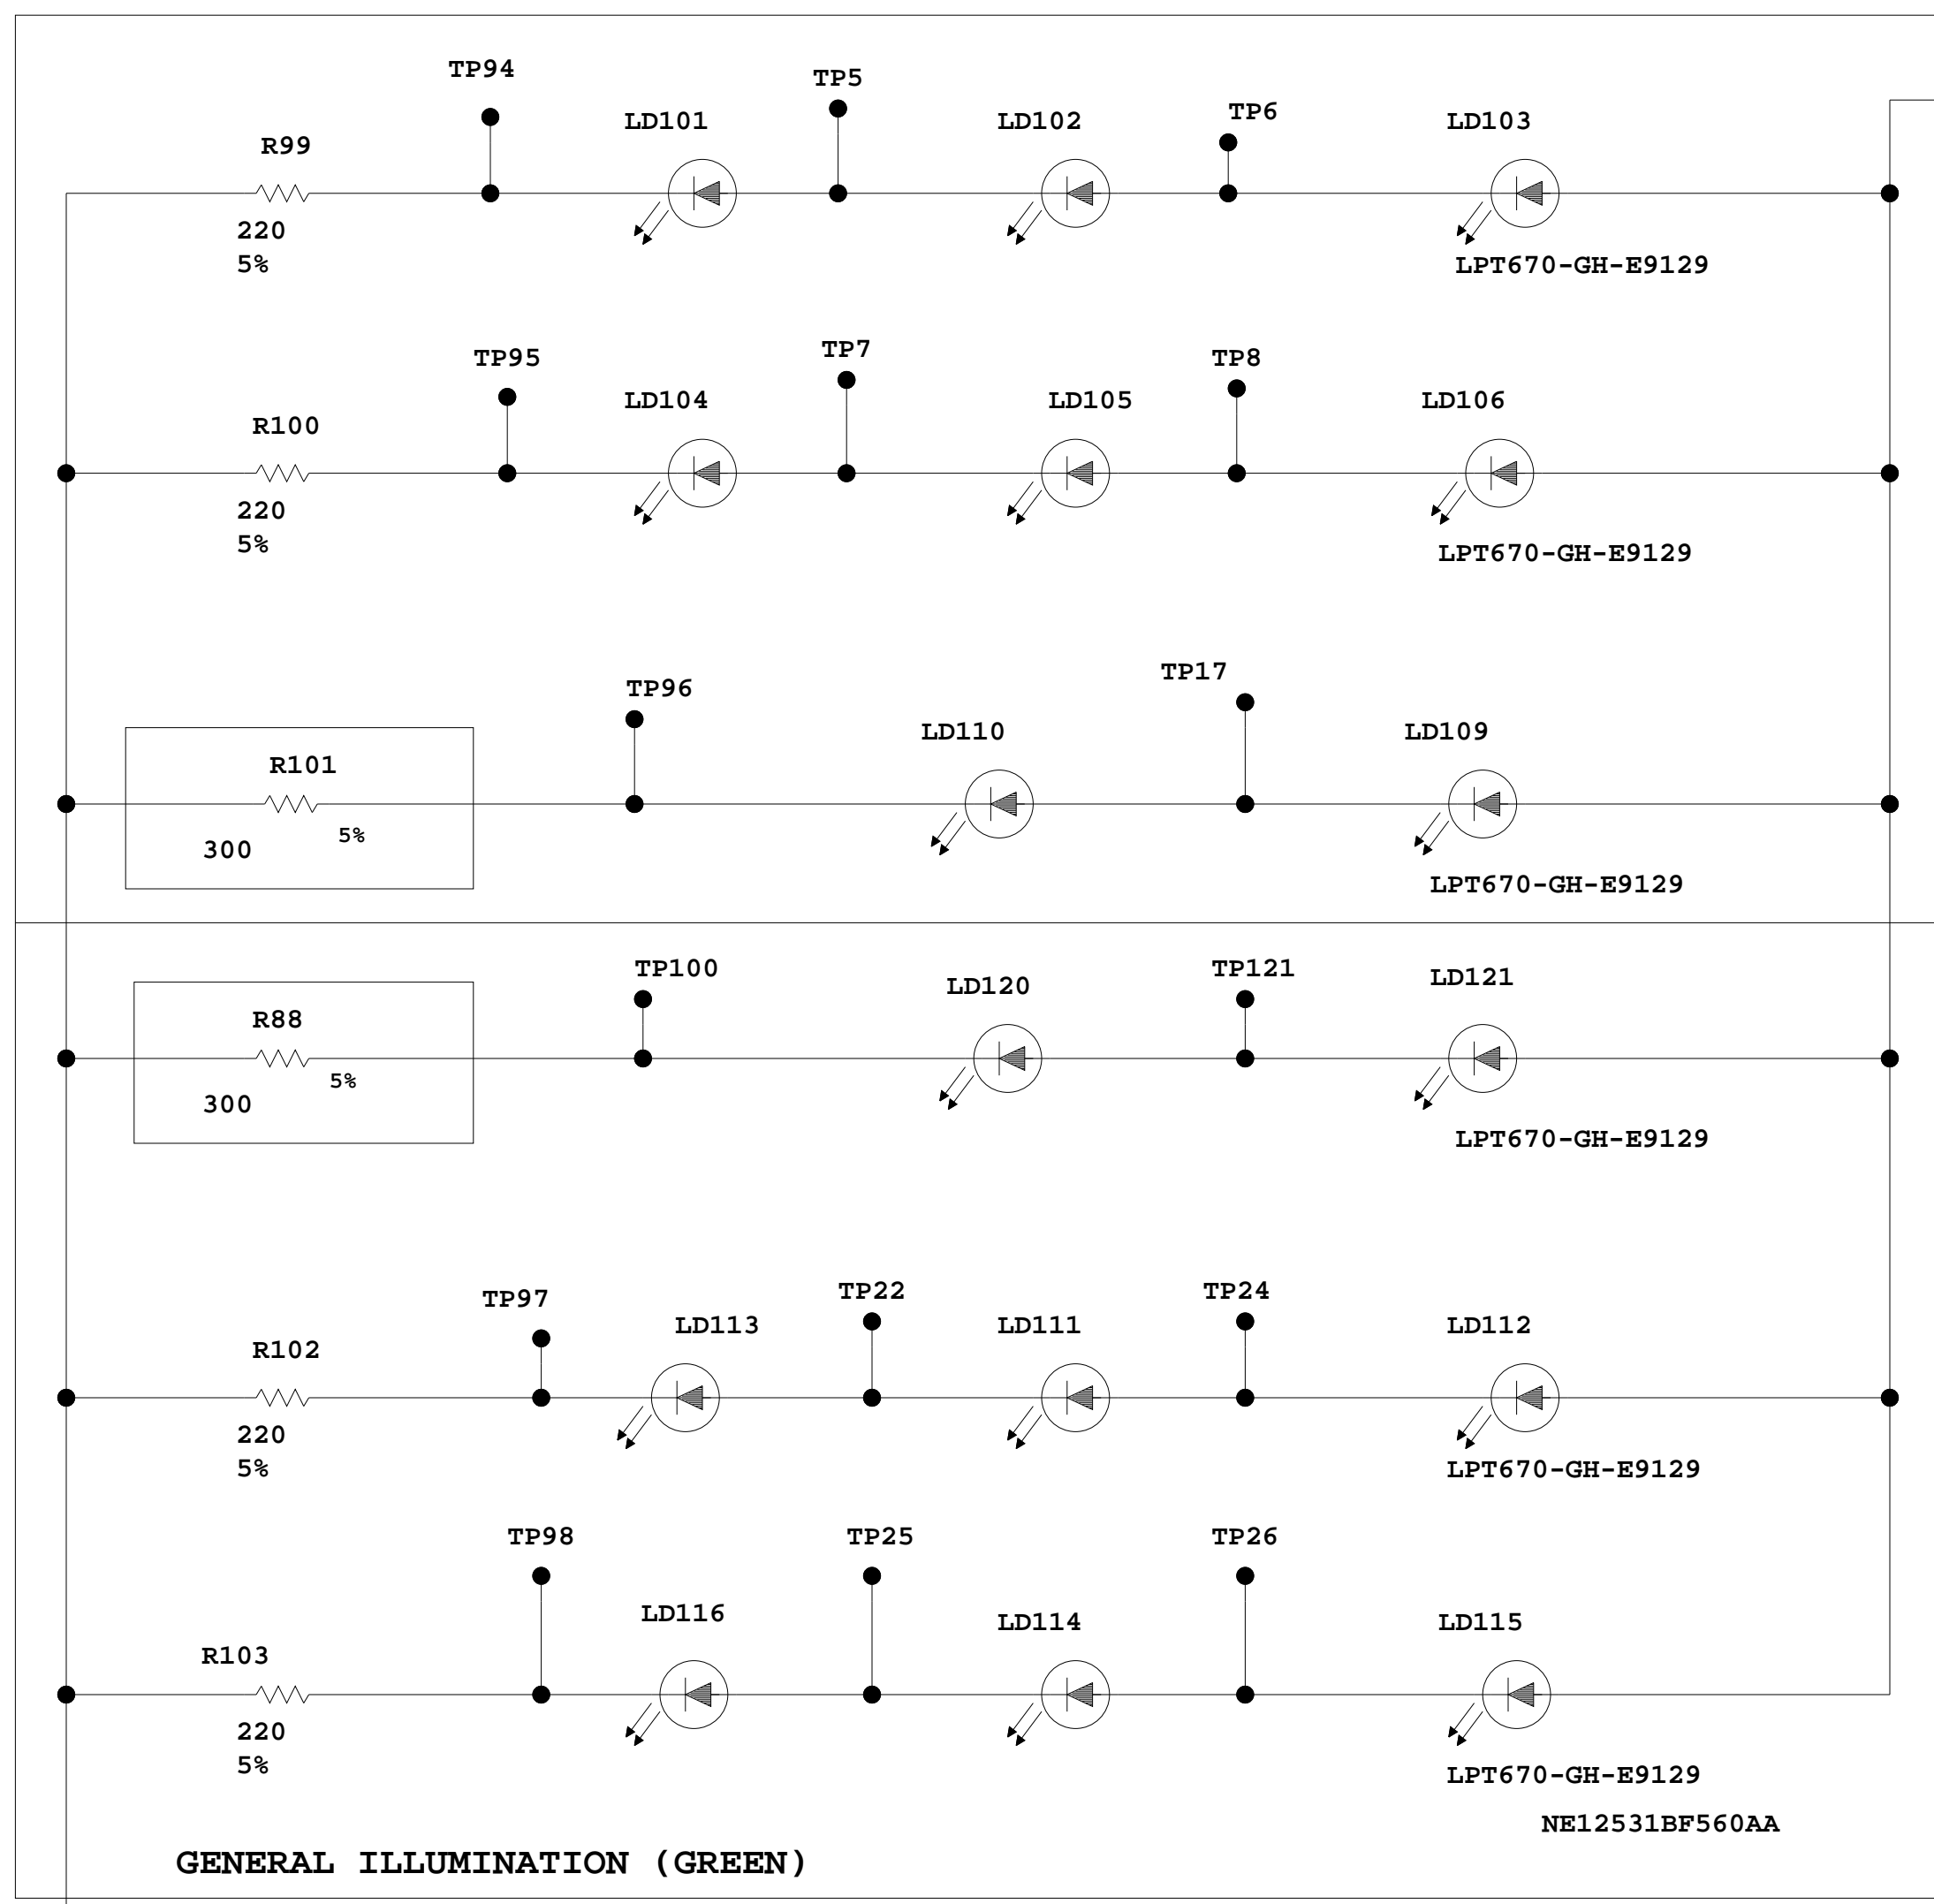 TP94
TP5
TP6
LD101
LD102
LD103
R99
220
5%
LPT670-GH-E9129
TP95
TP7
TP8
LD104
LD105
LD106
R100
220
5%
LPT670-GH-E9129
TP96
TP17
LD110
LD109
R101
5%
300
LPT670-GH-E9129
TP100
TP121
LD120
LD121
R88
5%
300
LPT670-GH-E9129
TP97
TP22
TP24
LD113
LD111
LD112
R102
220
5%
LPT670-GH-E9129
TP98
TP25
TP26
LD116
LD114
LD115
R103
220
5%
LPT670-GH-E9129
NE12531BF560AA
GENERAL ILLUMINATION (GREEN)